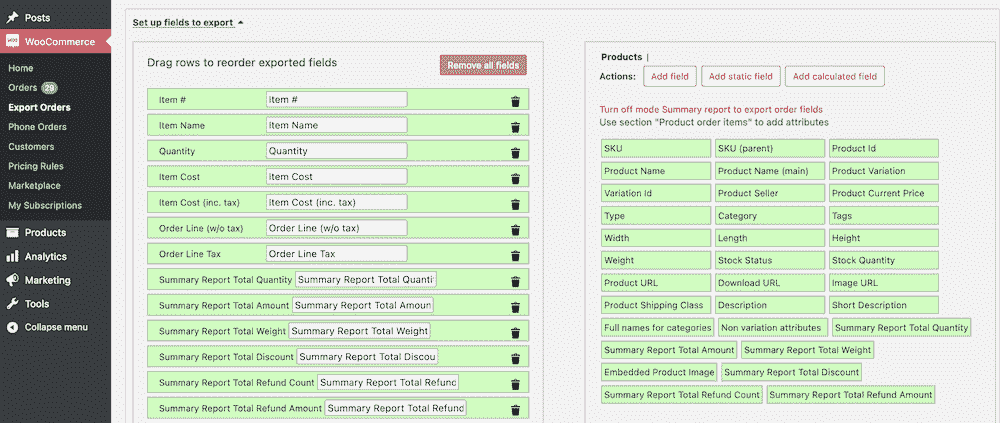 Posts
WooCommerce
Home
Orders 29
Export Orders
Phone Orders
Customers
Pricing Rules
Marketplace
My Subscriptions
Products
Analytics
Marketing
Tools
Collapse menu
Set up fields to export
Drag rows to reorder exported fields
Remove all fields
Item # Item #
Item Name Item Name
Quantity Quantity
Item Cost Item Cost
Item Cost (inc. tax) Item Cost (inc. tax)
Order Line (w/o tax) Order Line (w/o tax)
Order Line Tax Order Line Tax
Summary Report Total Quantity Summary Report Total Quantit
Summary Report Total Amount Summary Report Total Amoun
Summary Report Total Weight Summary Report Total Weight
Summary Report Total Discount Summary Report Total Discou
Summary Report Total Refund Count Summary Report Total Refund
Summary Report Total Refund Amount Summary Report Total Refund
Products |
Actions: Add field Add static field Add calculated field
Turn off mode Summary report to export order fields
Use section "Product order items" to add attributes
SKU SKU (parent) Product Id
Product Name Product Name (main) Product Variation
Variation Id Product Seller Product Current Price
Type Category Tags
Width Length Height
Weight Stock Status Stock Quantity
Product URL Download URL Image URL
Product Shipping Class Description Short Description
Full names for categories Non variation attributes Summary Report Total Quantity
Summary Report Total Amount Summary Report Total Weight
Embedded Product Image Summary Report Total Discount
Summary Report Total Refund Count Summary Report Total Refund Amount